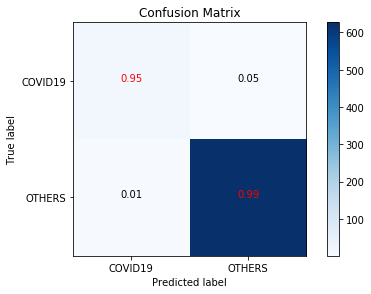 Confusion Matrix
True label
COVID19
0.95
0.05
OTHERS
0.01
0.99
COVID19
OTHERS
Predicted label
600
500
400
300
200
100